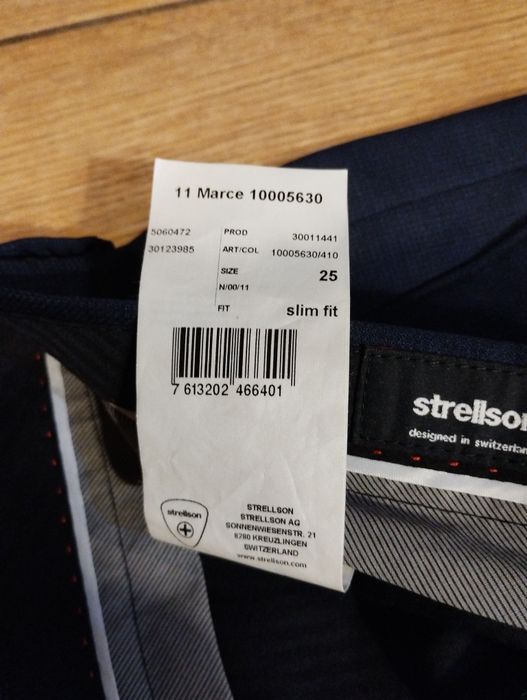 11 Marce 10005630
5060472 PROD 30011441
30123985 ART/COL 10005630/410
SIZE 25
N/00/11
FIT slim fit
7 613202 466401
strellson
STRELLSON
STRELLSON AG
SONNENWIESENSTR. 21
8280 KREUZLINGEN
SWITZERLAND
www.strellson.com
strellson
designed in switzerlan